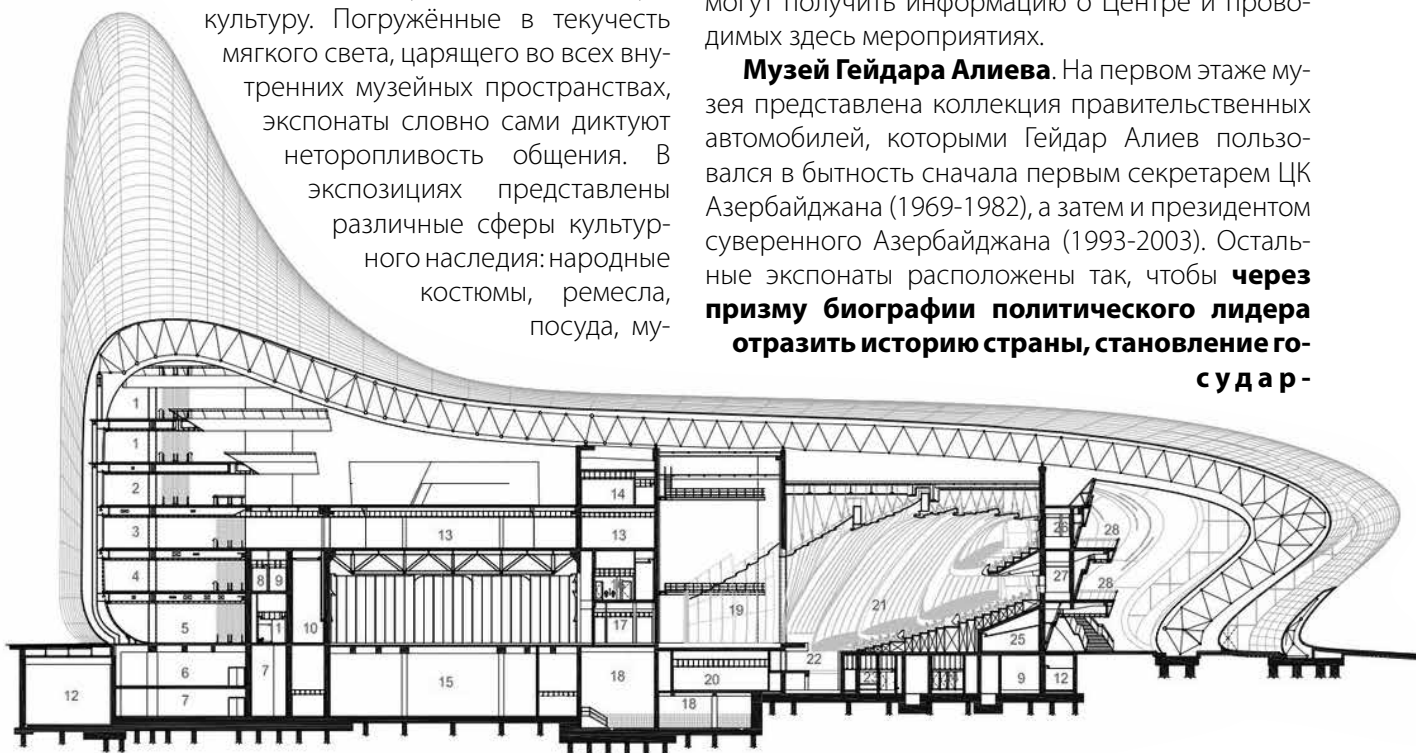 культуру. Погружённые в текучесть
мягкого света, царящего во всех вну-
тренних музейных пространствах,
экспонаты словно сами диктуют
неторопливость общения. В
экспозициях представлены
различные сферы культур-
ного наследия: народные
костюмы, ремесла,
посуда, му-
могут получить информацию о Центре и прово-
димых здесь мероприятиях.
Музей Гейдара Алиева. На первом этаже му-
зея представлена коллекция правительственных
автомобилей, которыми Гейдар Алиев пользо-
вался в бытность сначала первым секретарем ЦК
Азербайджана (1969-1982), а затем и президентом
суверенного Азербайджана (1993-2003). Осталь-
ные экспонаты расположены так, чтобы через
призму биографии политического лидера
отразить историю страны, становление го-
судар-
1
1
2
14
3
13
13
26
28
4
8
9
27
28
19
21
5
1
10
17
25
6
7
22
12
15
18
20
9
12
7
18